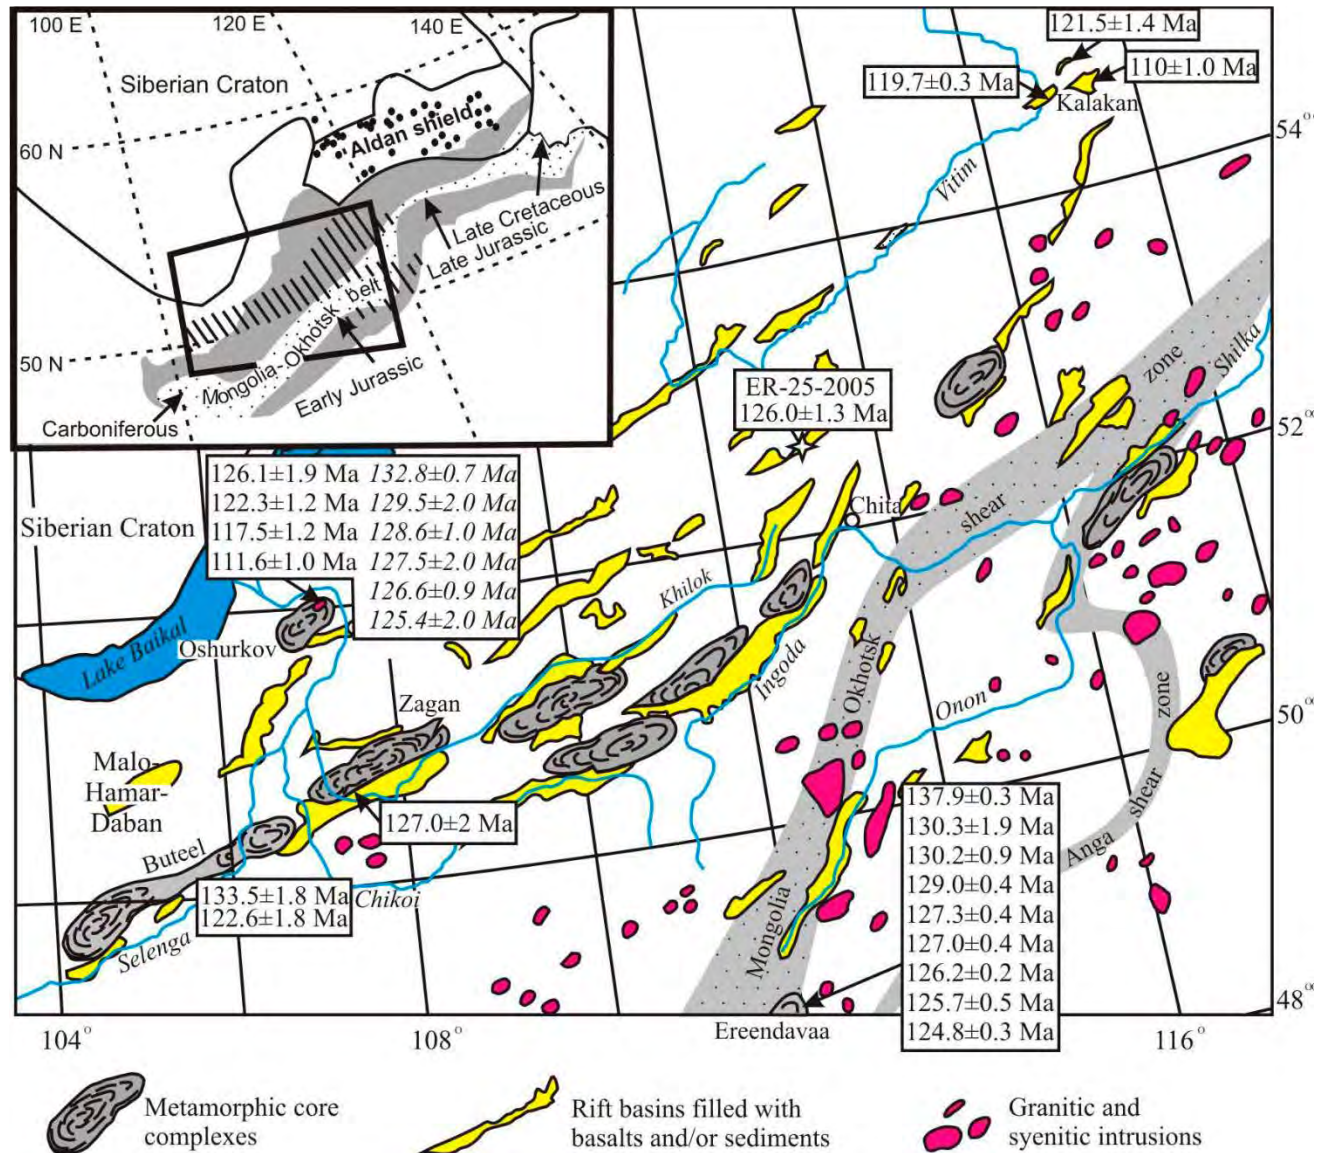 100 E
120 E
140 E
Siberian Craton
Aldan shield
60 N
Late Cretaceous
Late Jurassic
Mongolia-Okhotsk belt
50 N
Early Jurassic
Carboniferous
121.5±1.4 Ma
119.7±0.3 Ma
110±1.0 Ma
Kalakan
54°
Vitim
ER-25-2005
126.0±1.3 Ma
zone
Shilka
52°
126.1±1.9 Ma 132.8±0.7 Ma
122.3±1.2 Ma 129.5±2.0 Ma
117.5±1.2 Ma 128.6±1.0 Ma
111.6±1.0 Ma 127.5±2.0 Ma
126.6±0.9 Ma
125.4±2.0 Ma
Siberian Craton
Chita
shear
Khilok
Lake Baikal
Oshurkov
Ingoda
Okhotsk
Onon
zone
50°
Zagan
Malo-
Hamar-
Daban
127.0±2 Ma
shear
Anga
Buteel
133.5±1.8 Ma
122.6±1.8 Ma
Chikoi
Selenga
Mongolia
137.9±0.3 Ma
130.3±1.9 Ma
130.2±0.9 Ma
129.0±0.4 Ma
127.3±0.4 Ma
127.0±0.4 Ma
126.2±0.2 Ma
125.7±0.5 Ma
124.8±0.3 Ma
Ereendavaa
48°
104°
108°
116°
Metamorphic core
complexes
Rift basins filled with
basalts and/or sediments
Granitic and
syenitic intrusions